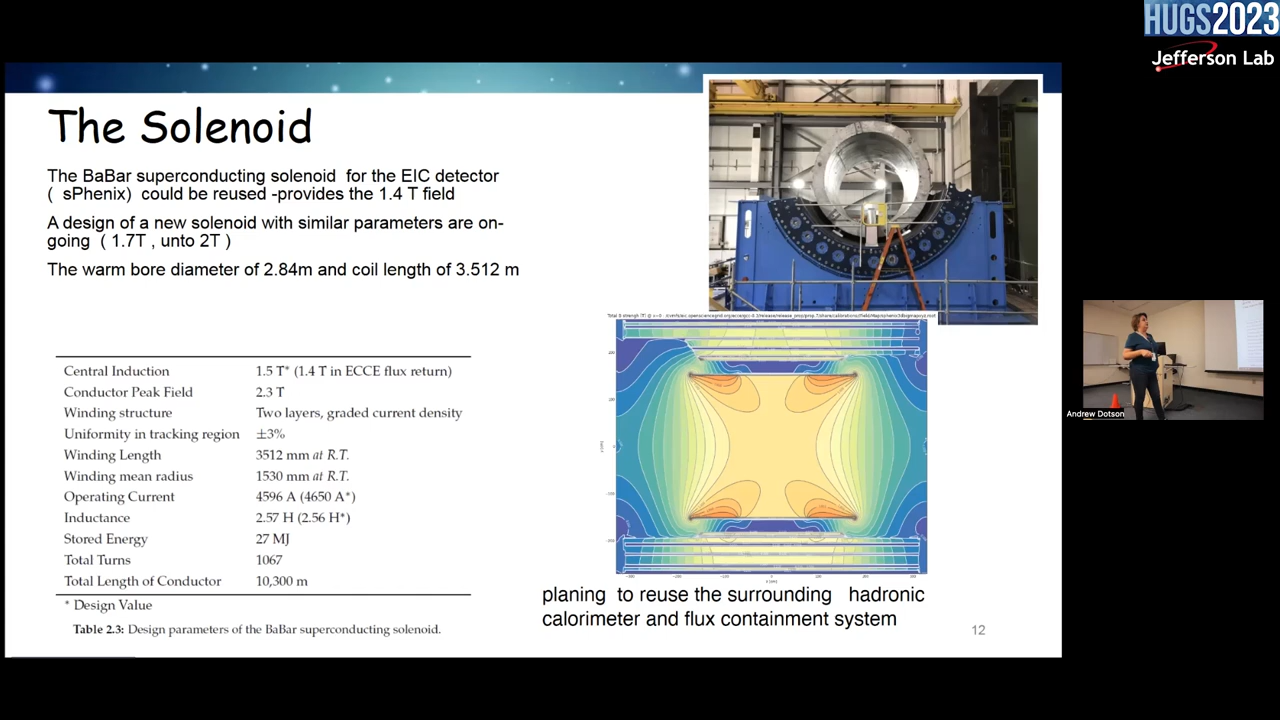 HUGS2023
Jefferson Lab
The Solenoid
The BaBar superconducting solenoid for the EIC detector
( sPhenix) could be reused -provides the 1.4 T field
A design of a new solenoid with similar parameters are on-
going ( 1.7T , unto 2T )
The warm bore diameter of 2.84m and coil length of 3.512 m
Central Induction 1.5 T* (1.4 T in ECCE flux return)
Conductor Peak Field 2.3 T
Winding structure Two layers, graded current density
Uniformity in tracking region ±3%
Winding Length 3512 mm at R.T.
Winding mean radius 1530 mm at R.T.
Operating Current 4596 A (4650 A*)
Inductance 2.57 H (2.56 H*)
Stored Energy 27 MJ
Total Turns 1067
Total Length of Conductor 10,300 m
* Design Value
Table 2.3: Design parameters of the BaBar superconducting solenoid.
planing to reuse the surrounding hadronic
calorimeter and flux containment system
12
Andrew Dotson